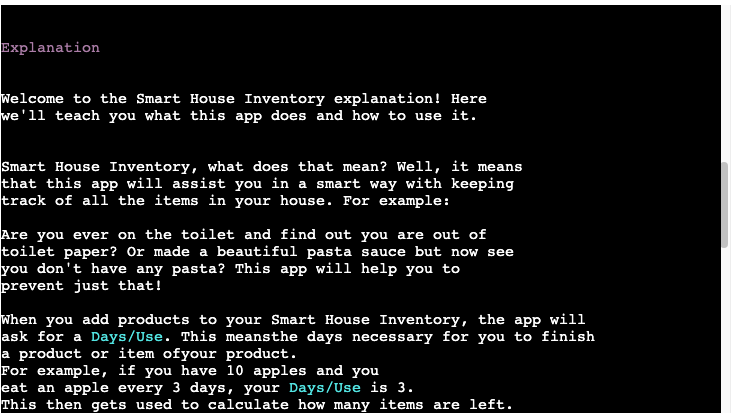 Explanation
Welcome to the Smart House Inventory explanation! Here
we'll teach you what this app does and how to use it.
Smart House Inventory, what does that mean? Well, it means
that this app will assist you in a smart way with keeping
track of all the items in your house. For example:
Are you ever on the toilet and find out you are out of
toilet paper? Or made a beautiful pasta sauce but now see
you don't have any pasta? This app will help you to
prevent just that!
When you add products to your Smart House Inventory, the app will
ask for a Days/Use. This meansthe days necessary for you to finish
a product or item ofyour product.
For example, if you have 10 apples and you
eat an apple every 3 days, your Days/Use is 3.
This then gets used to calculate how many items are left.